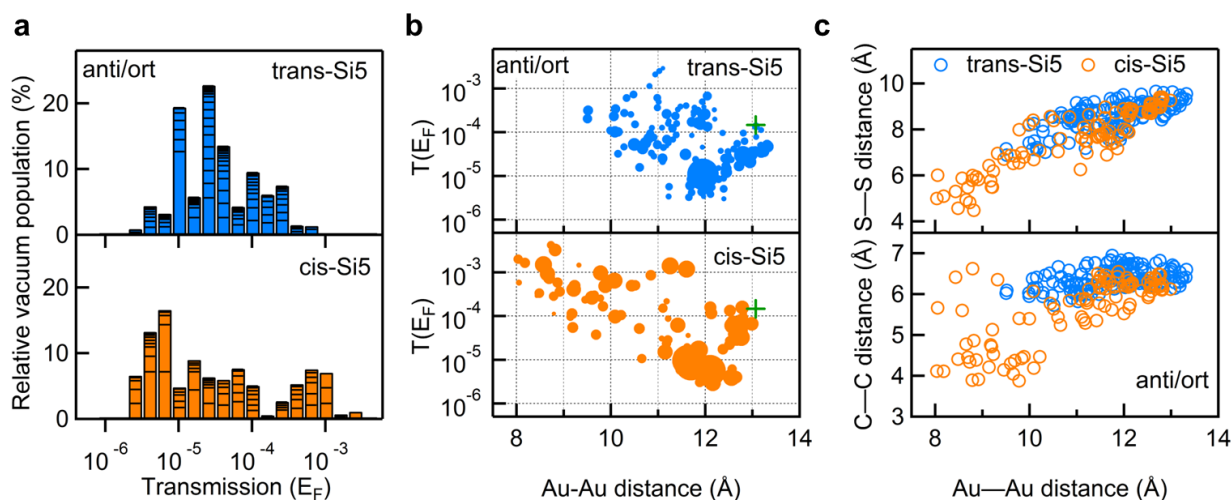 a
Relative vacuum population (%)
20
10
0
trans-Si5
20
10
0
cis-Si5
10⁻⁶ 10⁻⁵ 10⁻⁴ 10⁻³
Transmission (E_F)
b
anti/ort trans-Si5
T(E_F)
10⁻³
10⁻⁴
10⁻⁵
10⁻⁶
cis-Si5
T(E_F)
10⁻³
10⁻⁴
10⁻⁵
10⁻⁶
8 10 12 14
Au-Au distance (Å)
c
trans-Si5 cis-Si5
S—S distance (Å)
10
8
6
4
C—C distance (Å)
7
6
5
4
3
anti/ort
8 10 12 14
Au—Au distance (Å)
anti/ort